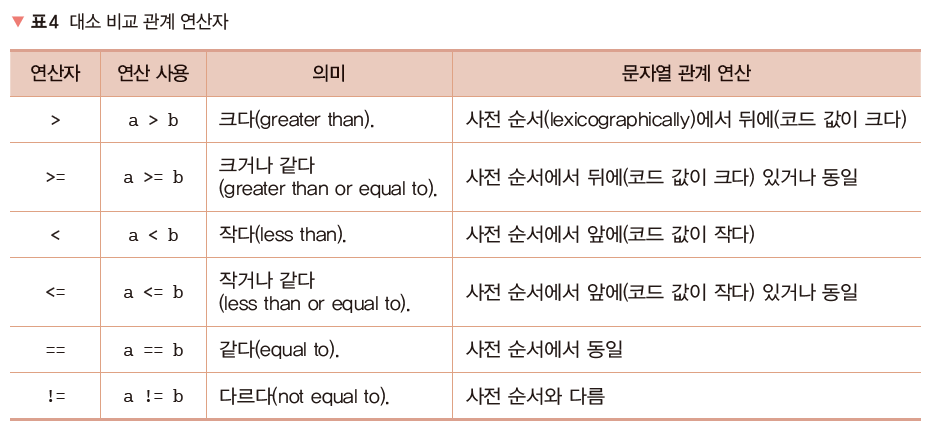 ▼ 표4 대소 비교 관계 연산자
연산자 연산 사용 의미 문자열 관계 연산
> a > b 크다(greater than). 사전 순서(lexicographically)에서 뒤에(코드 값이 크다)
>= a >= b 크거나 같다
(greater than or equal to). 사전 순서에서 뒤에(코드 값이 크다) 있거나 동일
< a < b 작다(less than). 사전 순서에서 앞에(코드 값이 작다)
<= a <= b 작거나 같다
(less than or equal to). 사전 순서에서 앞에(코드 값이 작다) 있거나 동일
== a == b 같다(equal to). 사전 순서에서 동일
!= a != b 다르다(not equal to). 사전 순서와 다름